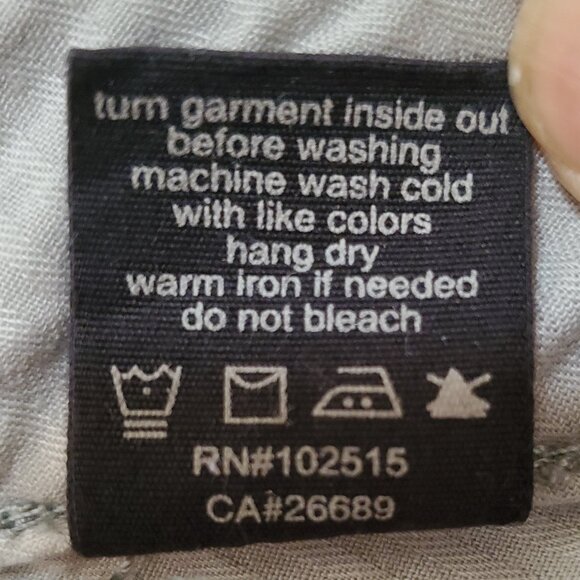 turn garment inside out
before washing
machine wash cold
with like colors
hang dry
warm iron if needed
do not bleach
RN#102515
CA#26689